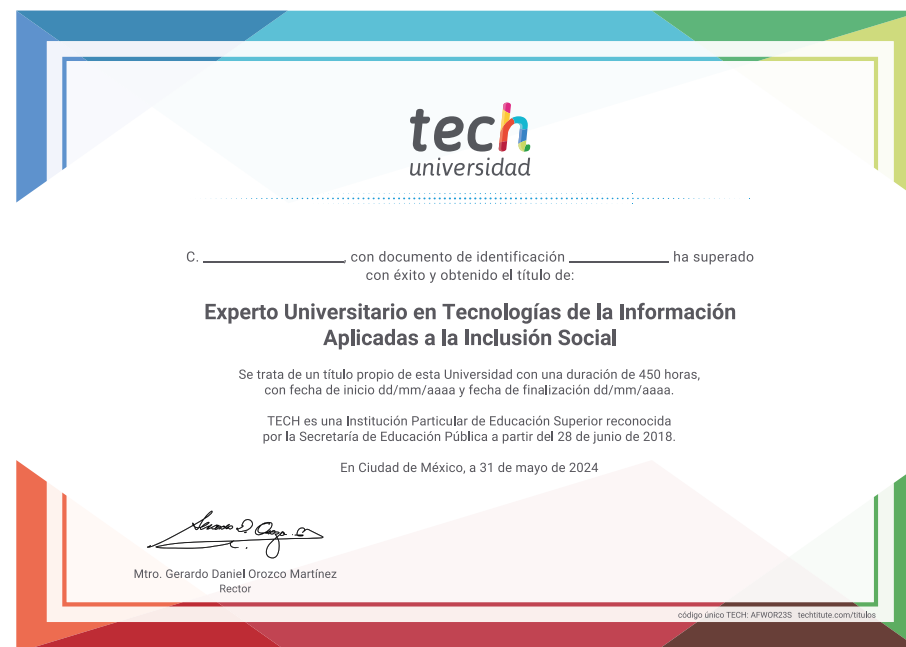 tech
universidad
C. ____________, con documento de identificación ____________ ha superado
con éxito y obtenido el título de:
Experto Universitario en Tecnologías de la Información
Aplicadas a la Inclusión Social
Se trata de un título propio de esta Universidad con una duración de 450 horas,
con fecha de inicio dd/mm/aaaa y fecha de finalización dd/mm/aaaa.
TECH es una Institución Particular de Educación Superior reconocida
por la Secretaría de Educación Pública a partir del 28 de junio de 2018.
En Ciudad de México, a 31 de mayo de 2024
Mtro. Gerardo Daniel Orozco Martínez
Rector
código único TECH: AFWOR23S techtitute.com/titulos